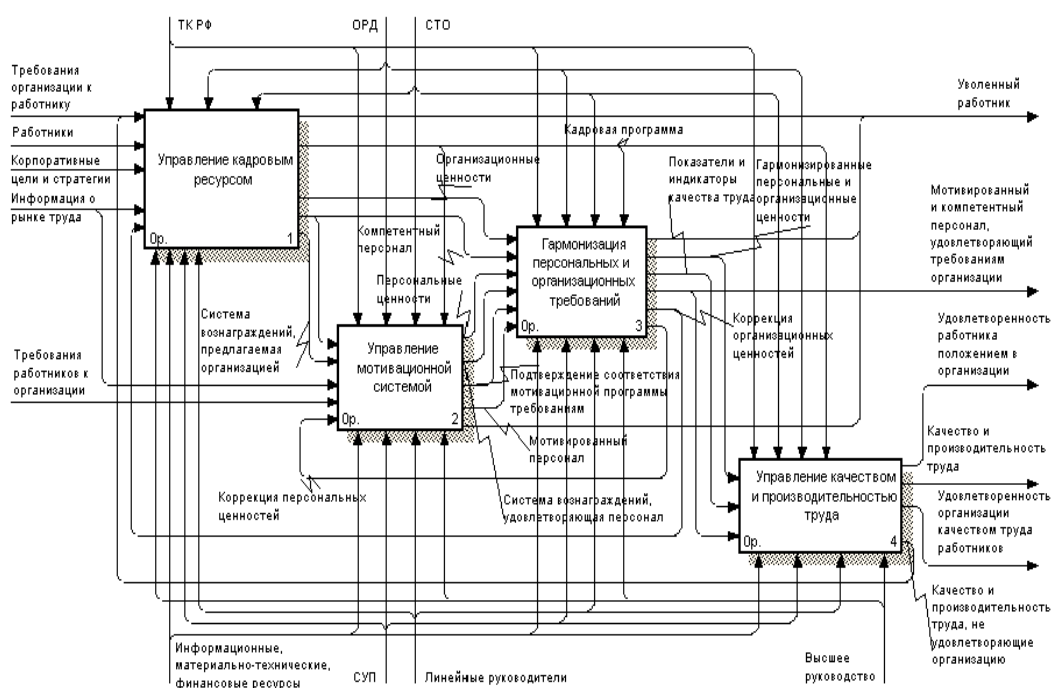 ТК РФ
ОРД
СТО
Требования
организации к
работнику
Работники
Корпоративные
цели и стратегии
Информация о
рынке труда
Управление кадровым
ресурсом
0р.
1
Уволенный
работник
Кадровая программа
Организационные
ценности
Показатели и
индикаторы
качества труда
Гармонизированные
персональные и
организационные
ценности
Мотивированный
и компетентный
персонал,
удовлетворяющий
требованиям
организации
Компетентный
персонал
Персональные
ценности
Гармонизация
персональных и
организационных
требований
0р.
3
Система
вознаграждений,
предлагаемая
организацией
Коррекция
организационных
ценностей
Удовлетворенность
работника
положением в
организации
Требования
работников к
организации
Управление
мотивационной
системой
0р.
2
Подтверждение соответствия
мотивационной программы
требованиям
Мотивированный
персонал
Качество и
производительность
труда
Управление качеством
и производительностью
труда
0р.
4
Коррекция персональных
ценностей
Система вознаграждений,
удовлетворяющая персонал
Удовлетворенность
организации
качеством труда
работников
Качество и
производительность
труда, не
удовлетворяющие
организацию
Информационные,
материально-технические,
финансовые ресурсы
СУП
Линейные руководители
Высшее
руководство